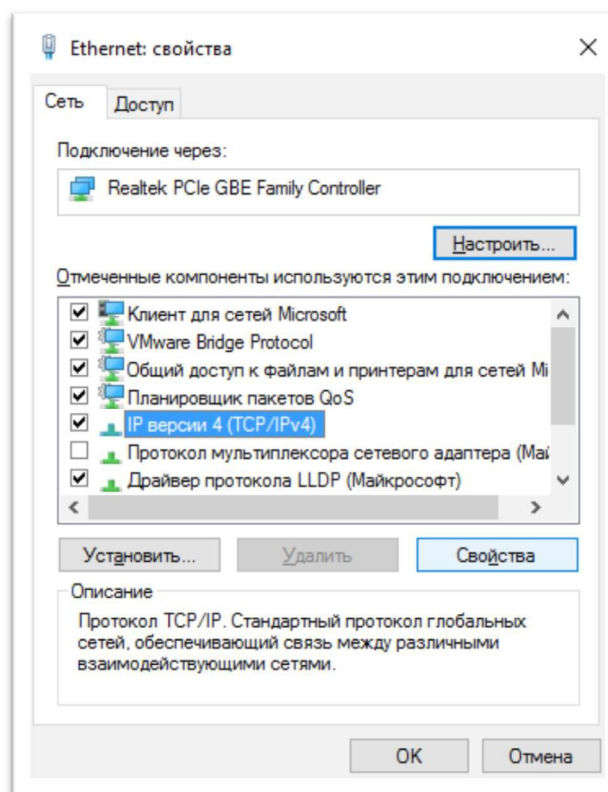 Ethernet: свойства
Сеть Доступ
Подключение через:
Realtek PCIe GBE Family Controller
Настроить...
Отмеченные компоненты используются этим подключением:
Клиент для сетей Microsoft
VMware Bridge Protocol
Общий доступ к файлам и принтерам для сетей Mi
Планировщик пакетов QoS
IP версии 4 (TCP/IPv4)
Протокол мультиплексора сетевого адаптера (Май
Драйвер протокола LLDP (Майкрософт)
Установить... Удалить Свойства
Описание
Протокол TCP/IP. Стандартный протокол глобальных
сетей, обеспечивающий связь между различными
взаимодействующими сетями.
OK Отмена